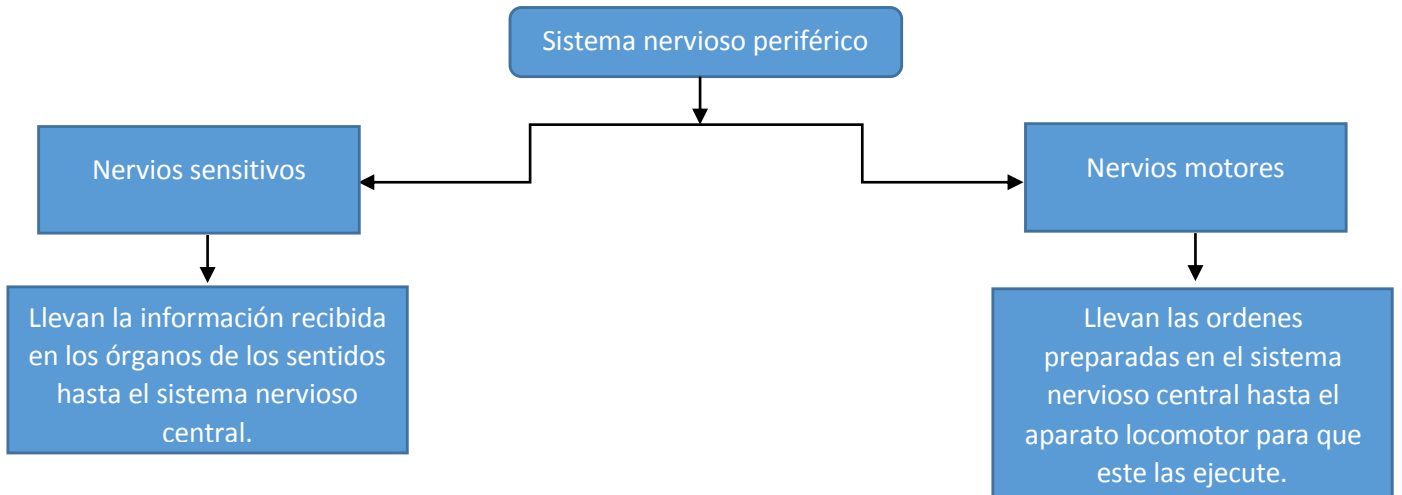 Sistema nervioso periférico
Nervios sensitivos
Nervios motores
Llevan la información recibida
en los órganos de los sentidos
hasta el sistema nervioso
central.
Llevan las ordenes
preparadas en el sistema
nervioso central hasta el
aparato locomotor para que
este las ejecute.